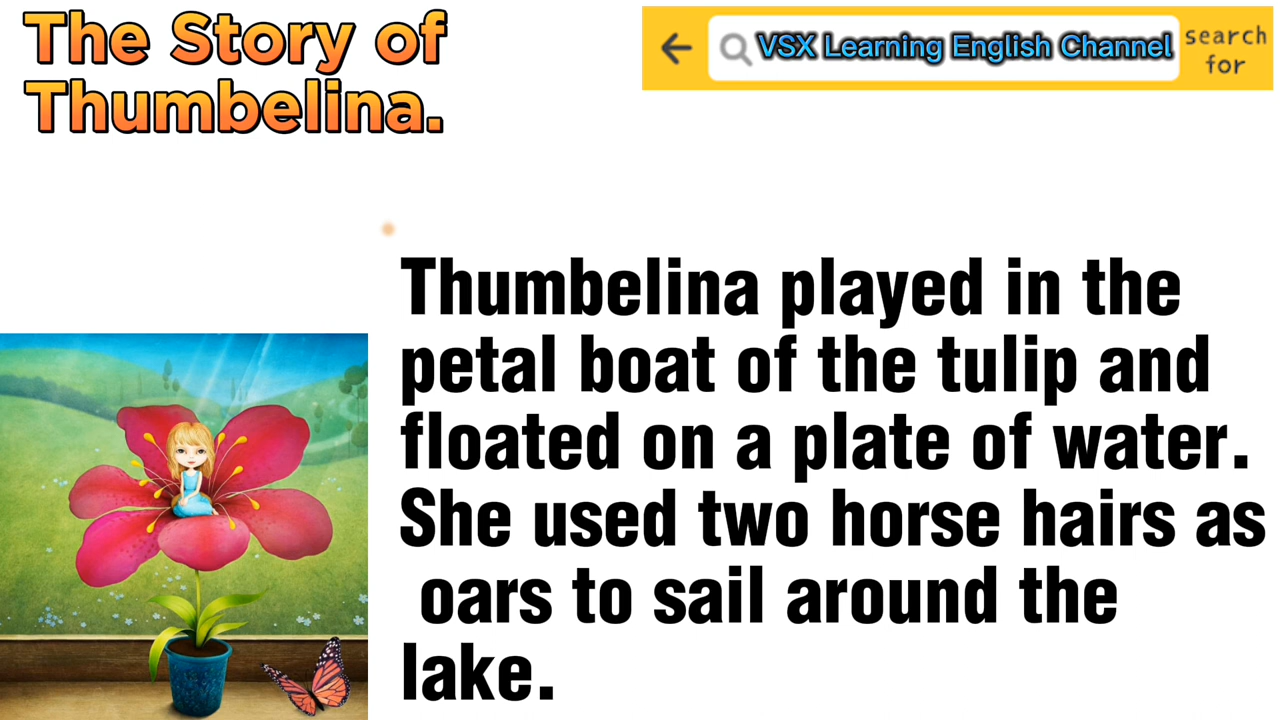 The Story of
Thumbelina.
VSX Learning English Channel
search
for
Thumbelina played in the
petal boat of the tulip and
floated on a plate of water.
She used two horse hairs as
oars to sail around the
lake.